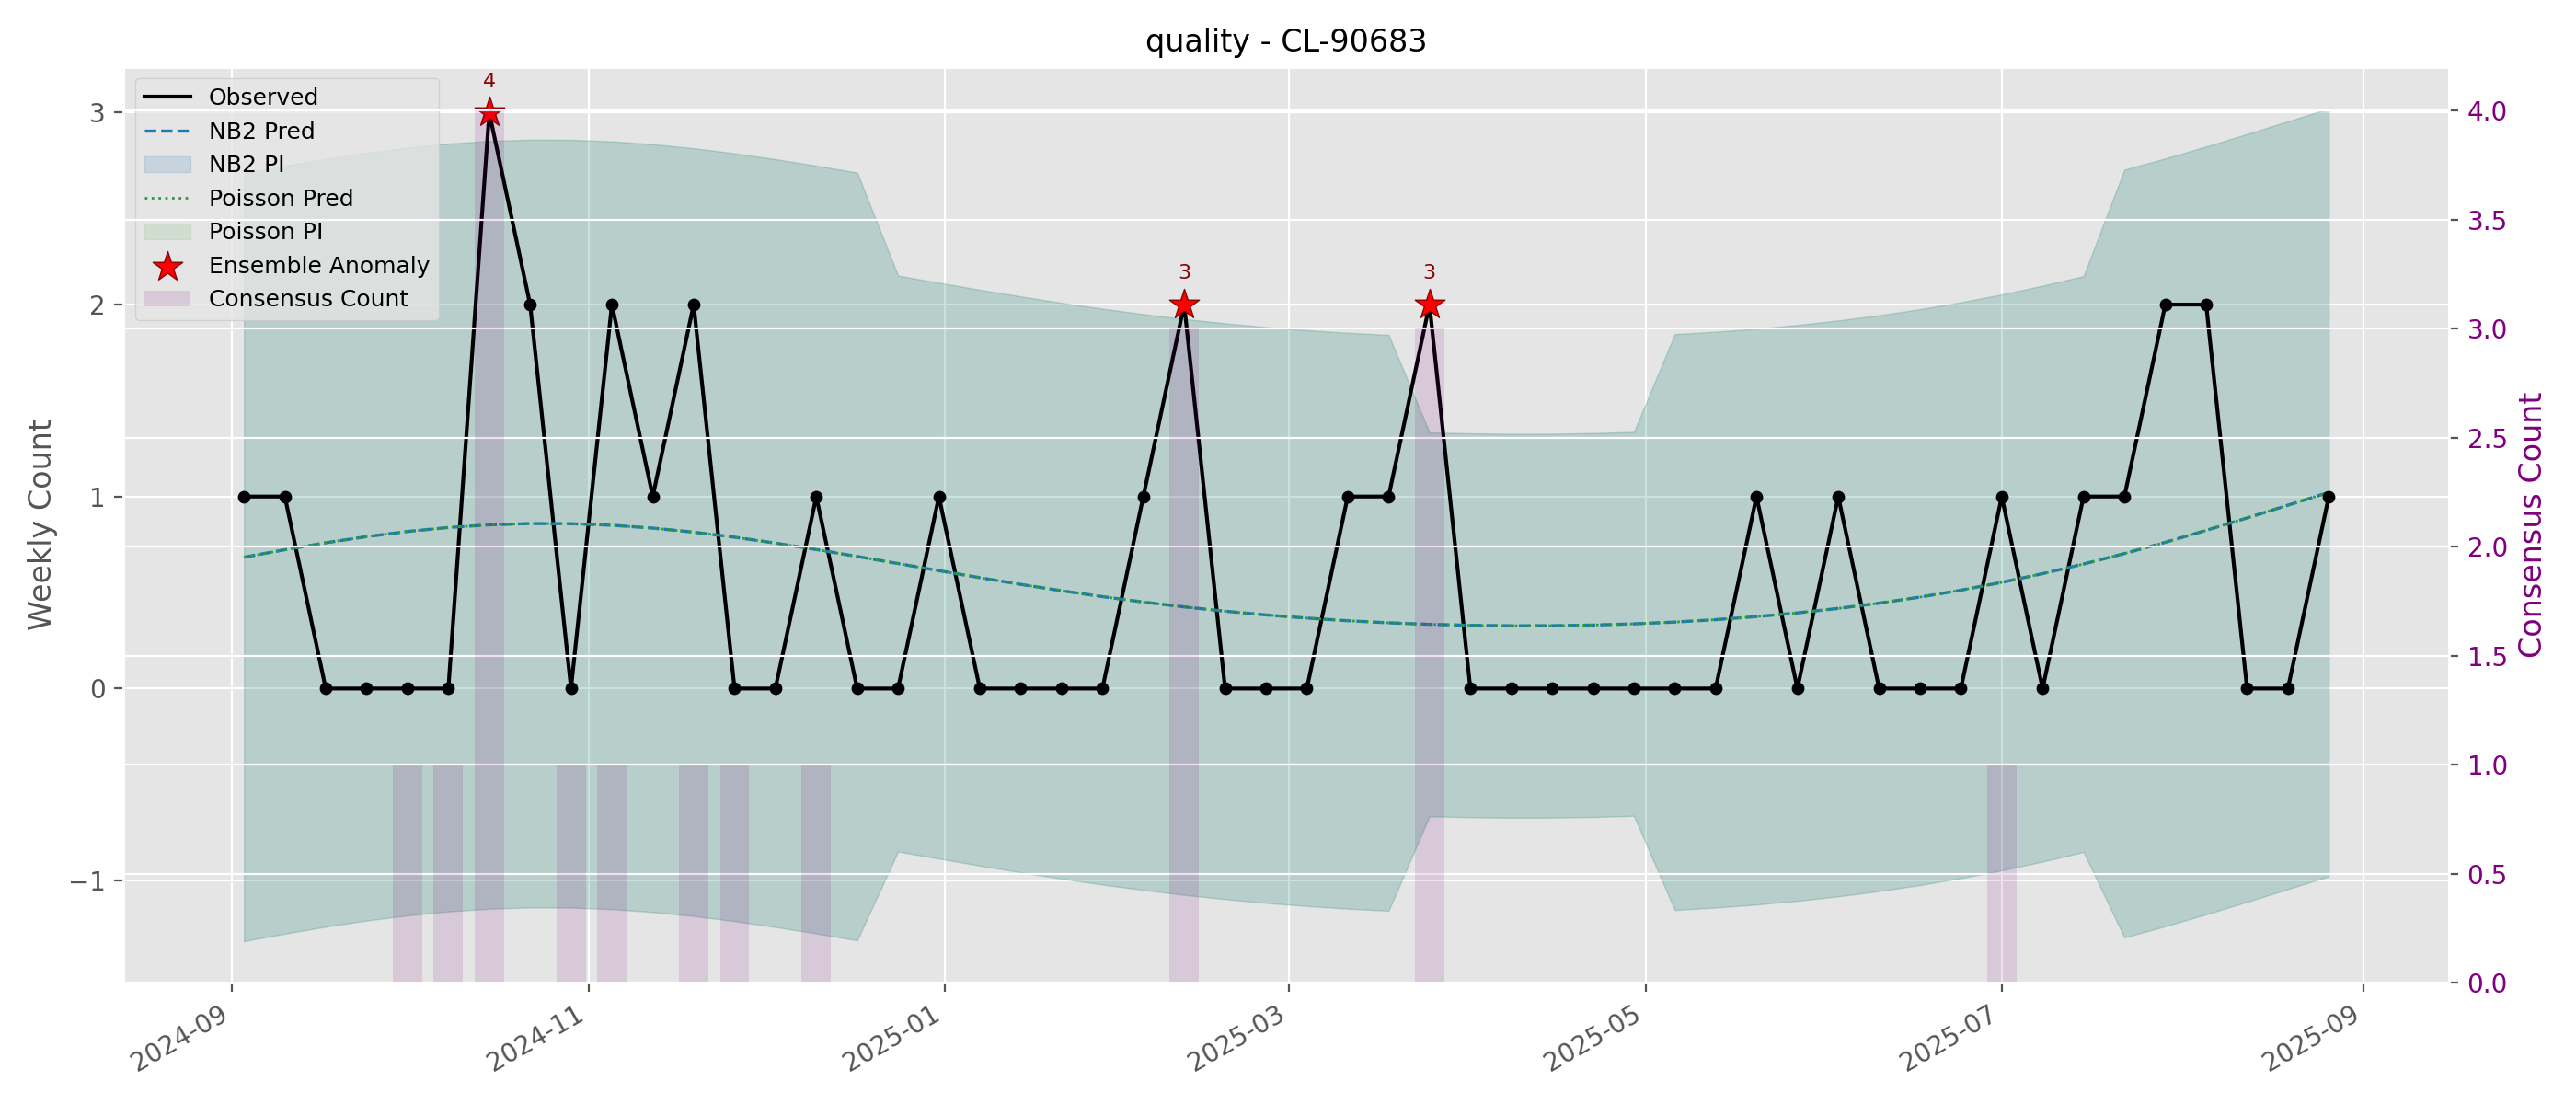 quality - CL-90683
Observed
NB2 Pred
NB2 PI
Poisson Pred
Poisson PI
Ensemble Anomaly
Consensus Count
4
3
3
Weekly Count
3
2
1
0
−1
Consensus Count
4.0
3.5
3.0
2.5
2.0
1.5
1.0
0.5
0.0
2024-09
2024-11
2025-01
2025-03
2025-05
2025-07
2025-09